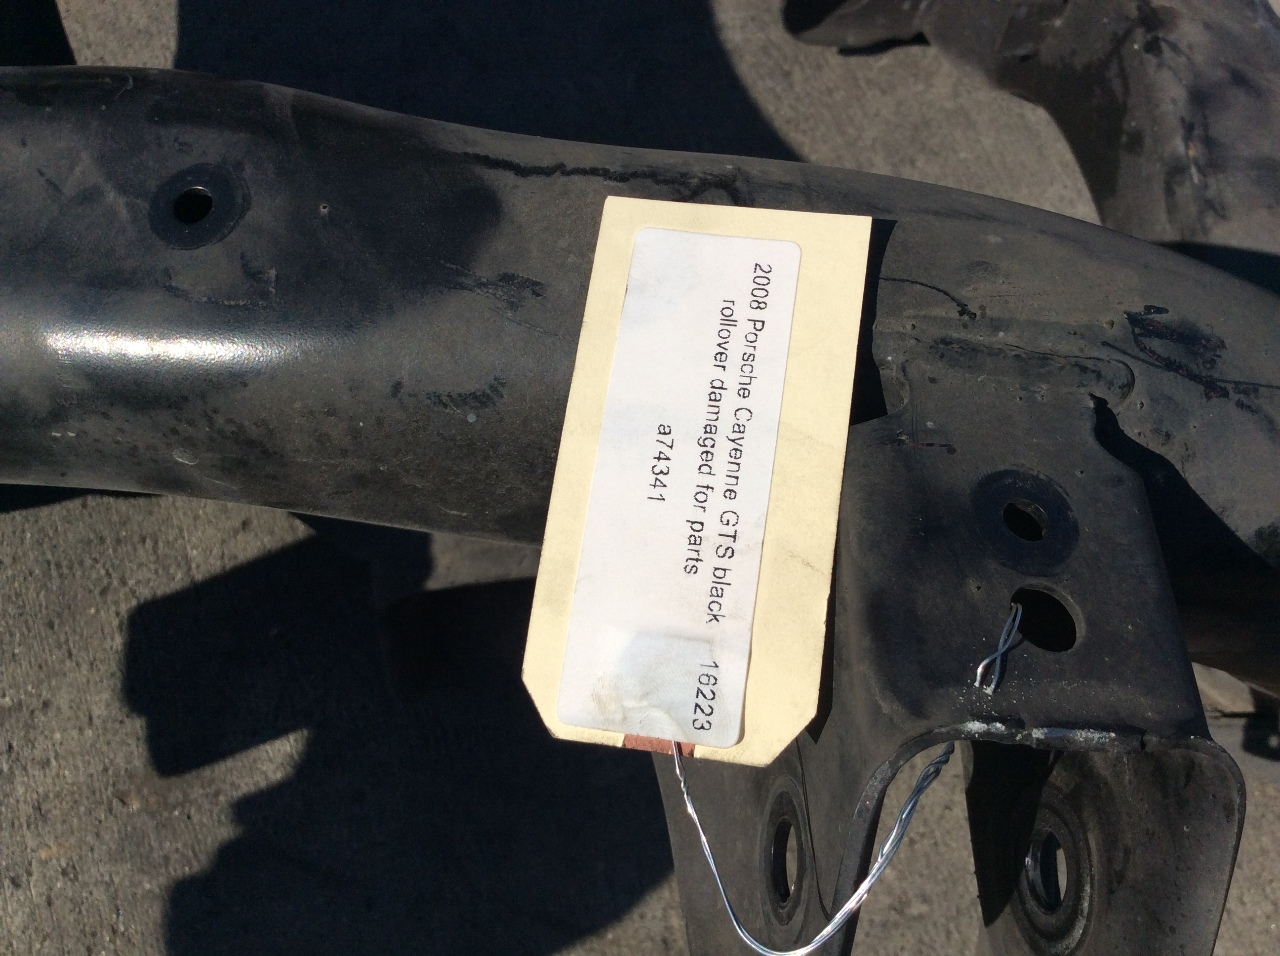 2008 Porsche Cayenne GTS black 16223
rollover damaged for parts
a74341